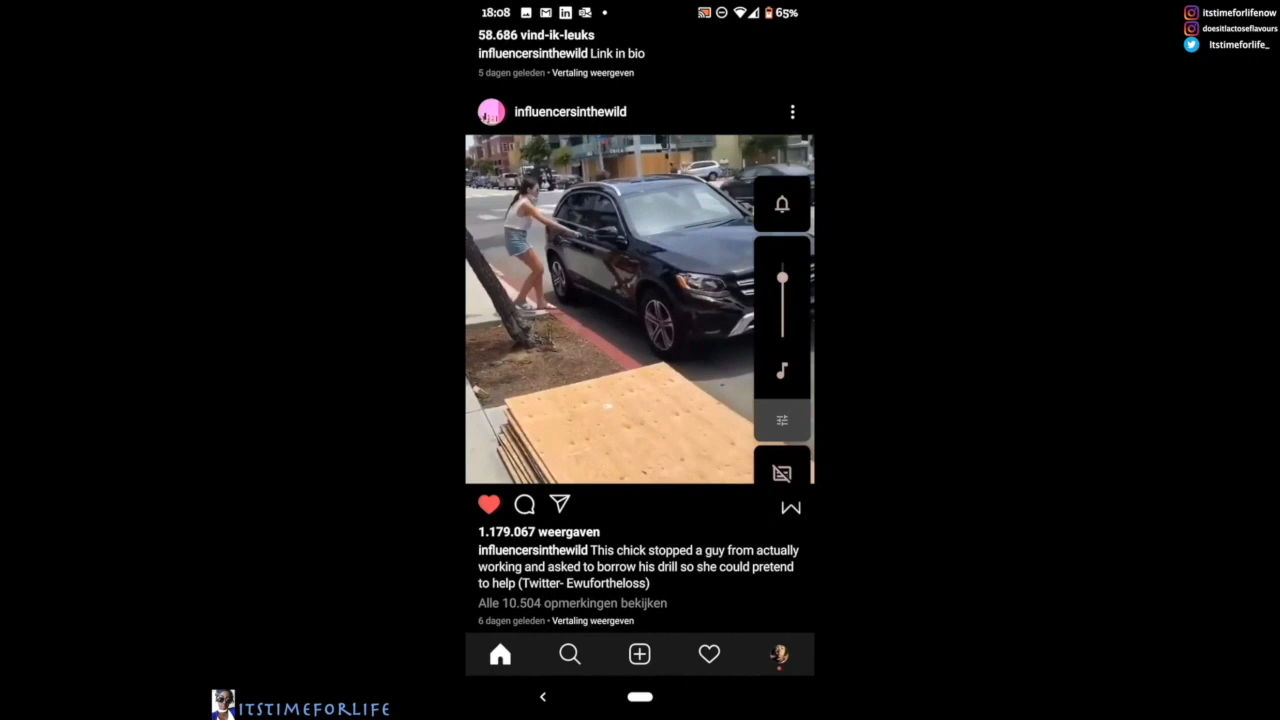 18:08
65%
itstimeforlifenow
doesitlactoseflavours
Itstimeforlife_
58.686 vind-ik-leuks
influencersinthewild Link in bio
5 dagen geleden • Vertaling weergeven
influencersinthewild
1.179.067 weergaven
influencersinthewild This chick stopped a guy from actually
working and asked to borrow his drill so she could pretend
to help (Twitter- Ewufortheloss)
Alle 10.504 opmerkingen bekijken
6 dagen geleden • Vertaling weergeven
ITSTIMEFORLIFE